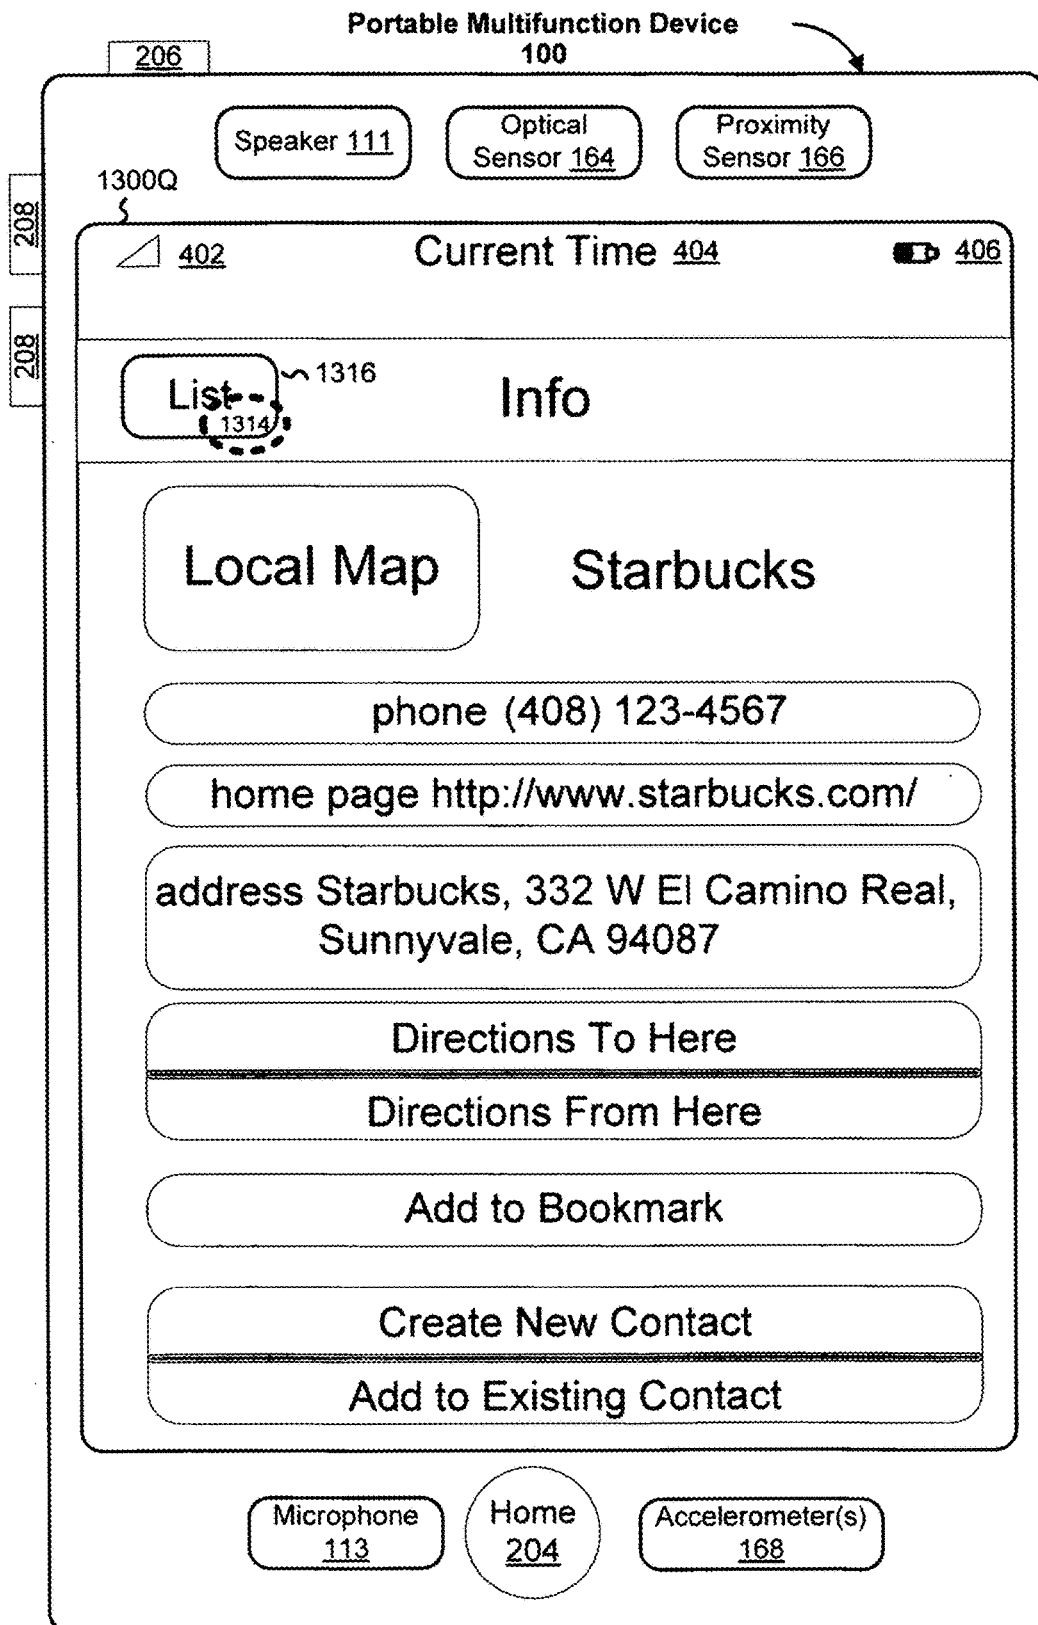 Portable Multifunction Device
100
206
Speaker 111
Optical
Sensor 164
Proximity
Sensor 166
1300Q
208
208
402
Current Time 404
406
List
1314
1316
Info
Local Map
Starbucks
phone (408) 123-4567
home page http://www.starbucks.com/
address Starbucks, 332 W El Camino Real,
Sunnyvale, CA 94087
Directions To Here
Directions From Here
Add to Bookmark
Create New Contact
Add to Existing Contact
Microphone
113
Home
204
Accelerometer(s)
168